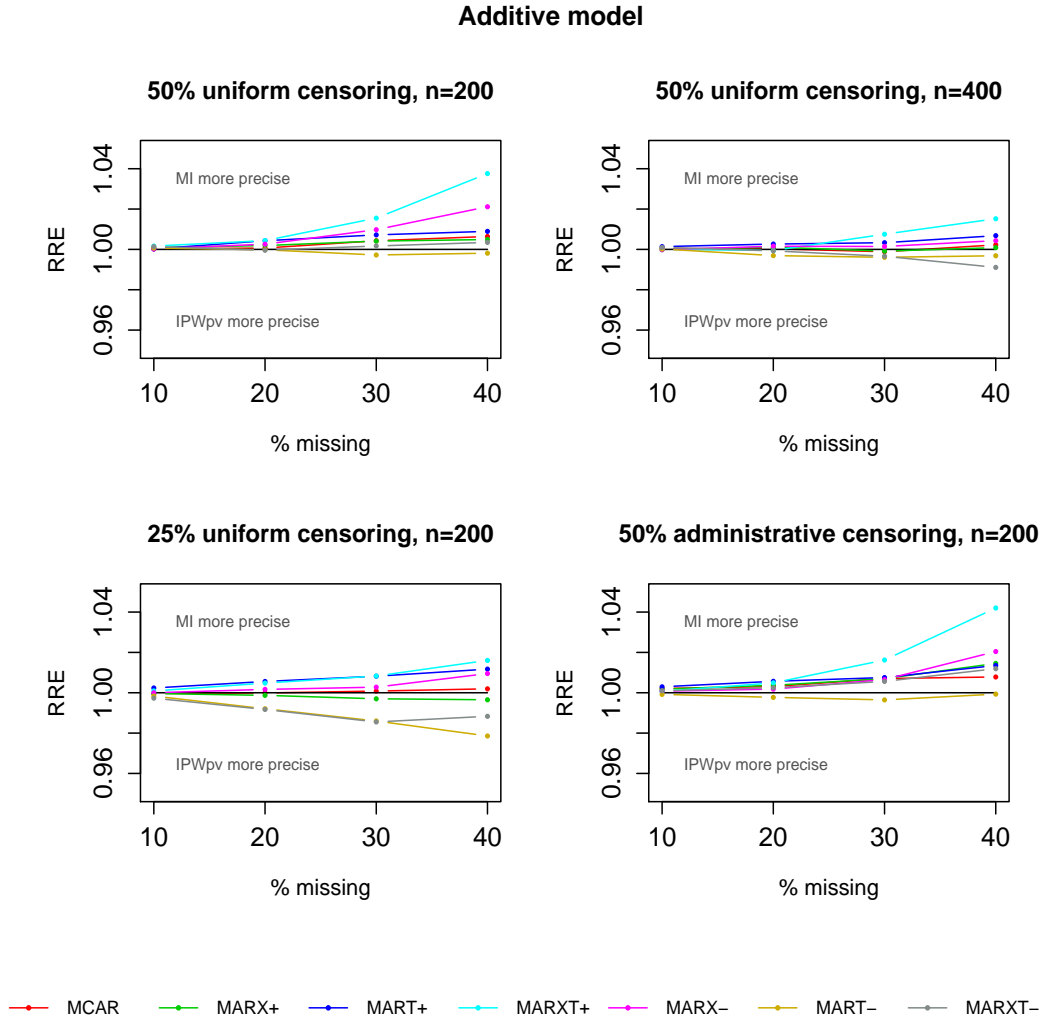 Additive model
50% uniform censoring, n=200
50% uniform censoring, n=400
RRE
0.96 1.00 1.04
MI more precise
IPWpv more precise
10 20 30 40
% missing
RRE
0.96 1.00 1.04
MI more precise
IPWpv more precise
10 20 30 40
% missing
25% uniform censoring, n=200
50% administrative censoring, n=200
RRE
0.96 1.00 1.04
MI more precise
IPWpv more precise
10 20 30 40
% missing
RRE
0.96 1.00 1.04
MI more precise
IPWpv more precise
10 20 30 40
% missing
MCAR MARX+ MART+ MARXT+ MARX− MART− MARXT−